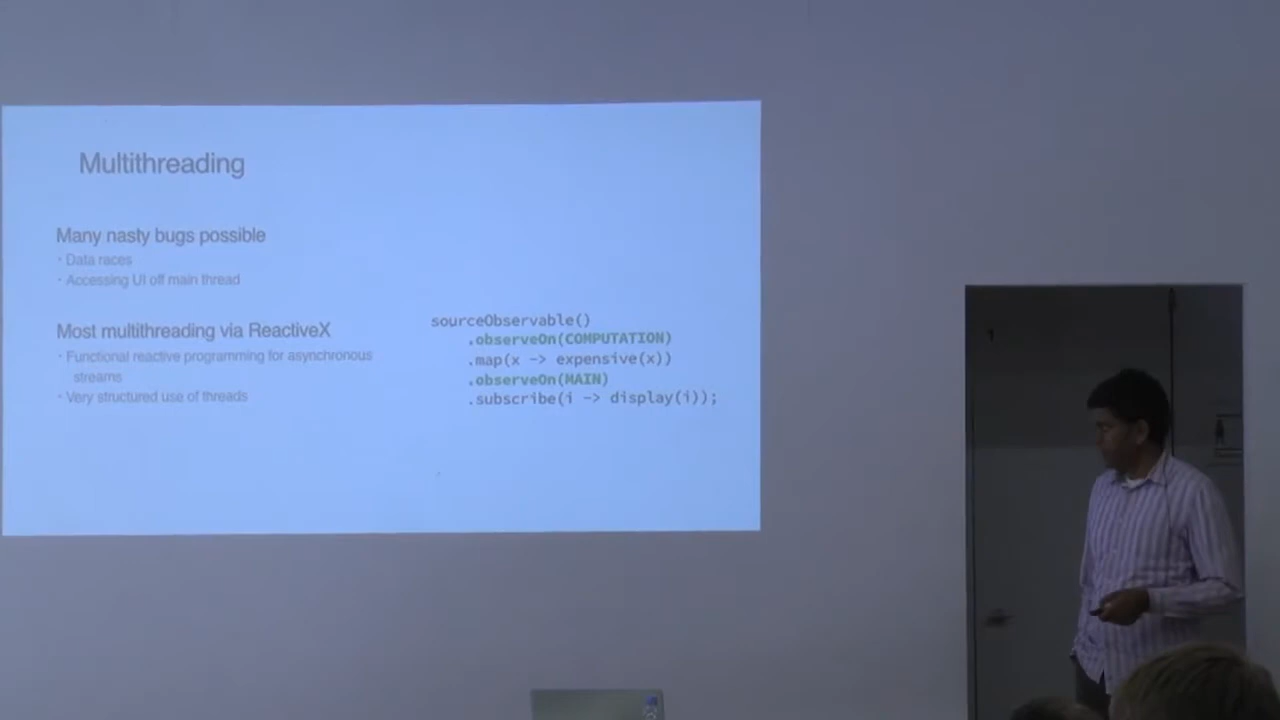 Multithreading
Many nasty bugs possible
· Data races
· Accessing UI off main thread
Most multithreading via ReactiveX
· Functional reactive programming for asynchronous
streams
· Very structured use of threads
sourceObservable()
.observeOn(COMPUTATION)
.map(x -> expensive(x))
.observeOn(MAIN)
.subscribe(i -> display(i));